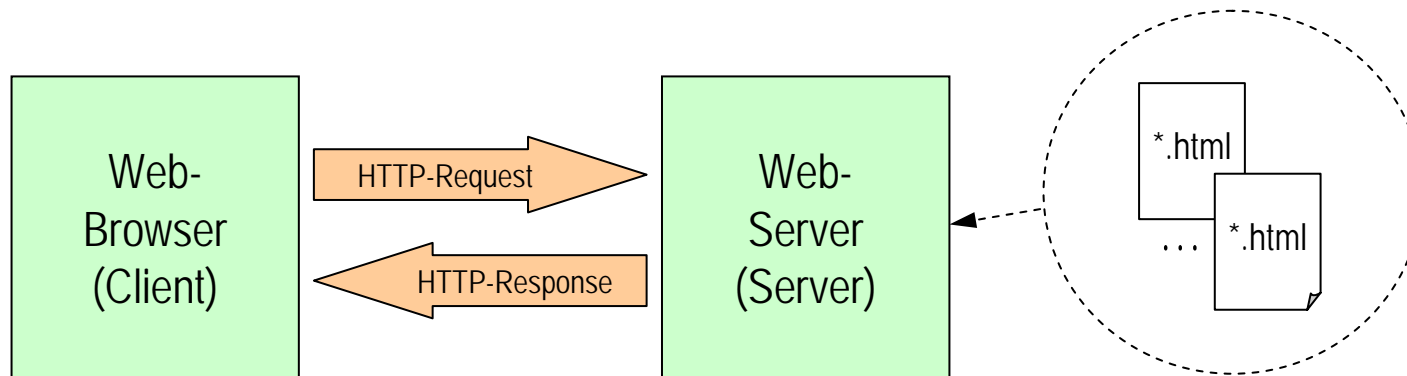 Web-
Browser
(Client)
HTTP-Request
HTTP-Response
Web-
Server
(Server)
*.html
...
*.html